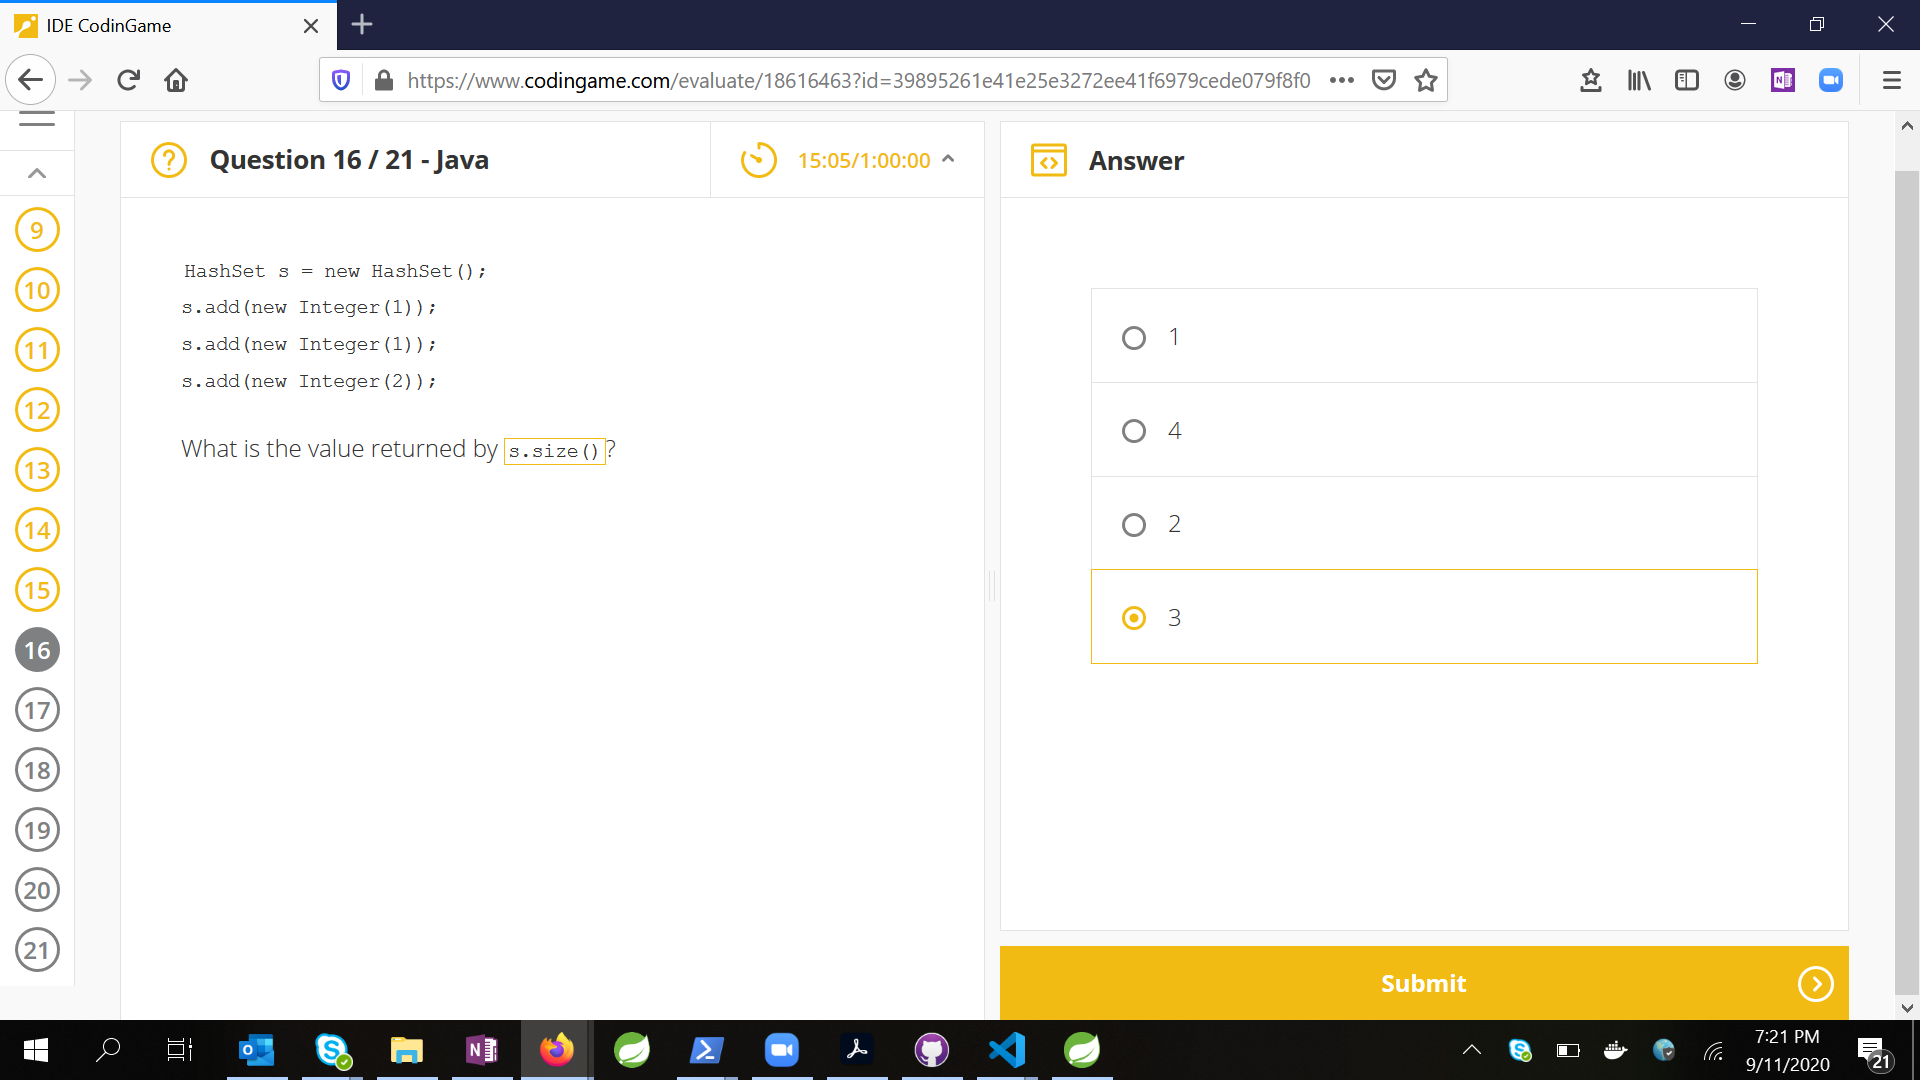 IDE CodinGame
https://www.codingame.com/evaluate/18616463?id=39895261e41e25e3272ee41f6979cede079f8f0
Question 16 / 21 - Java
15:05/1:00:00
Answer
9
10
11
12
13
14
15
16
17
18
19
20
21
HashSet s = new HashSet();
s.add(new Integer(1));
s.add(new Integer(1));
s.add(new Integer(2));
What is the value returned by s.size()?
1
4
2
3
Submit
7:21 PM
9/11/2020
21